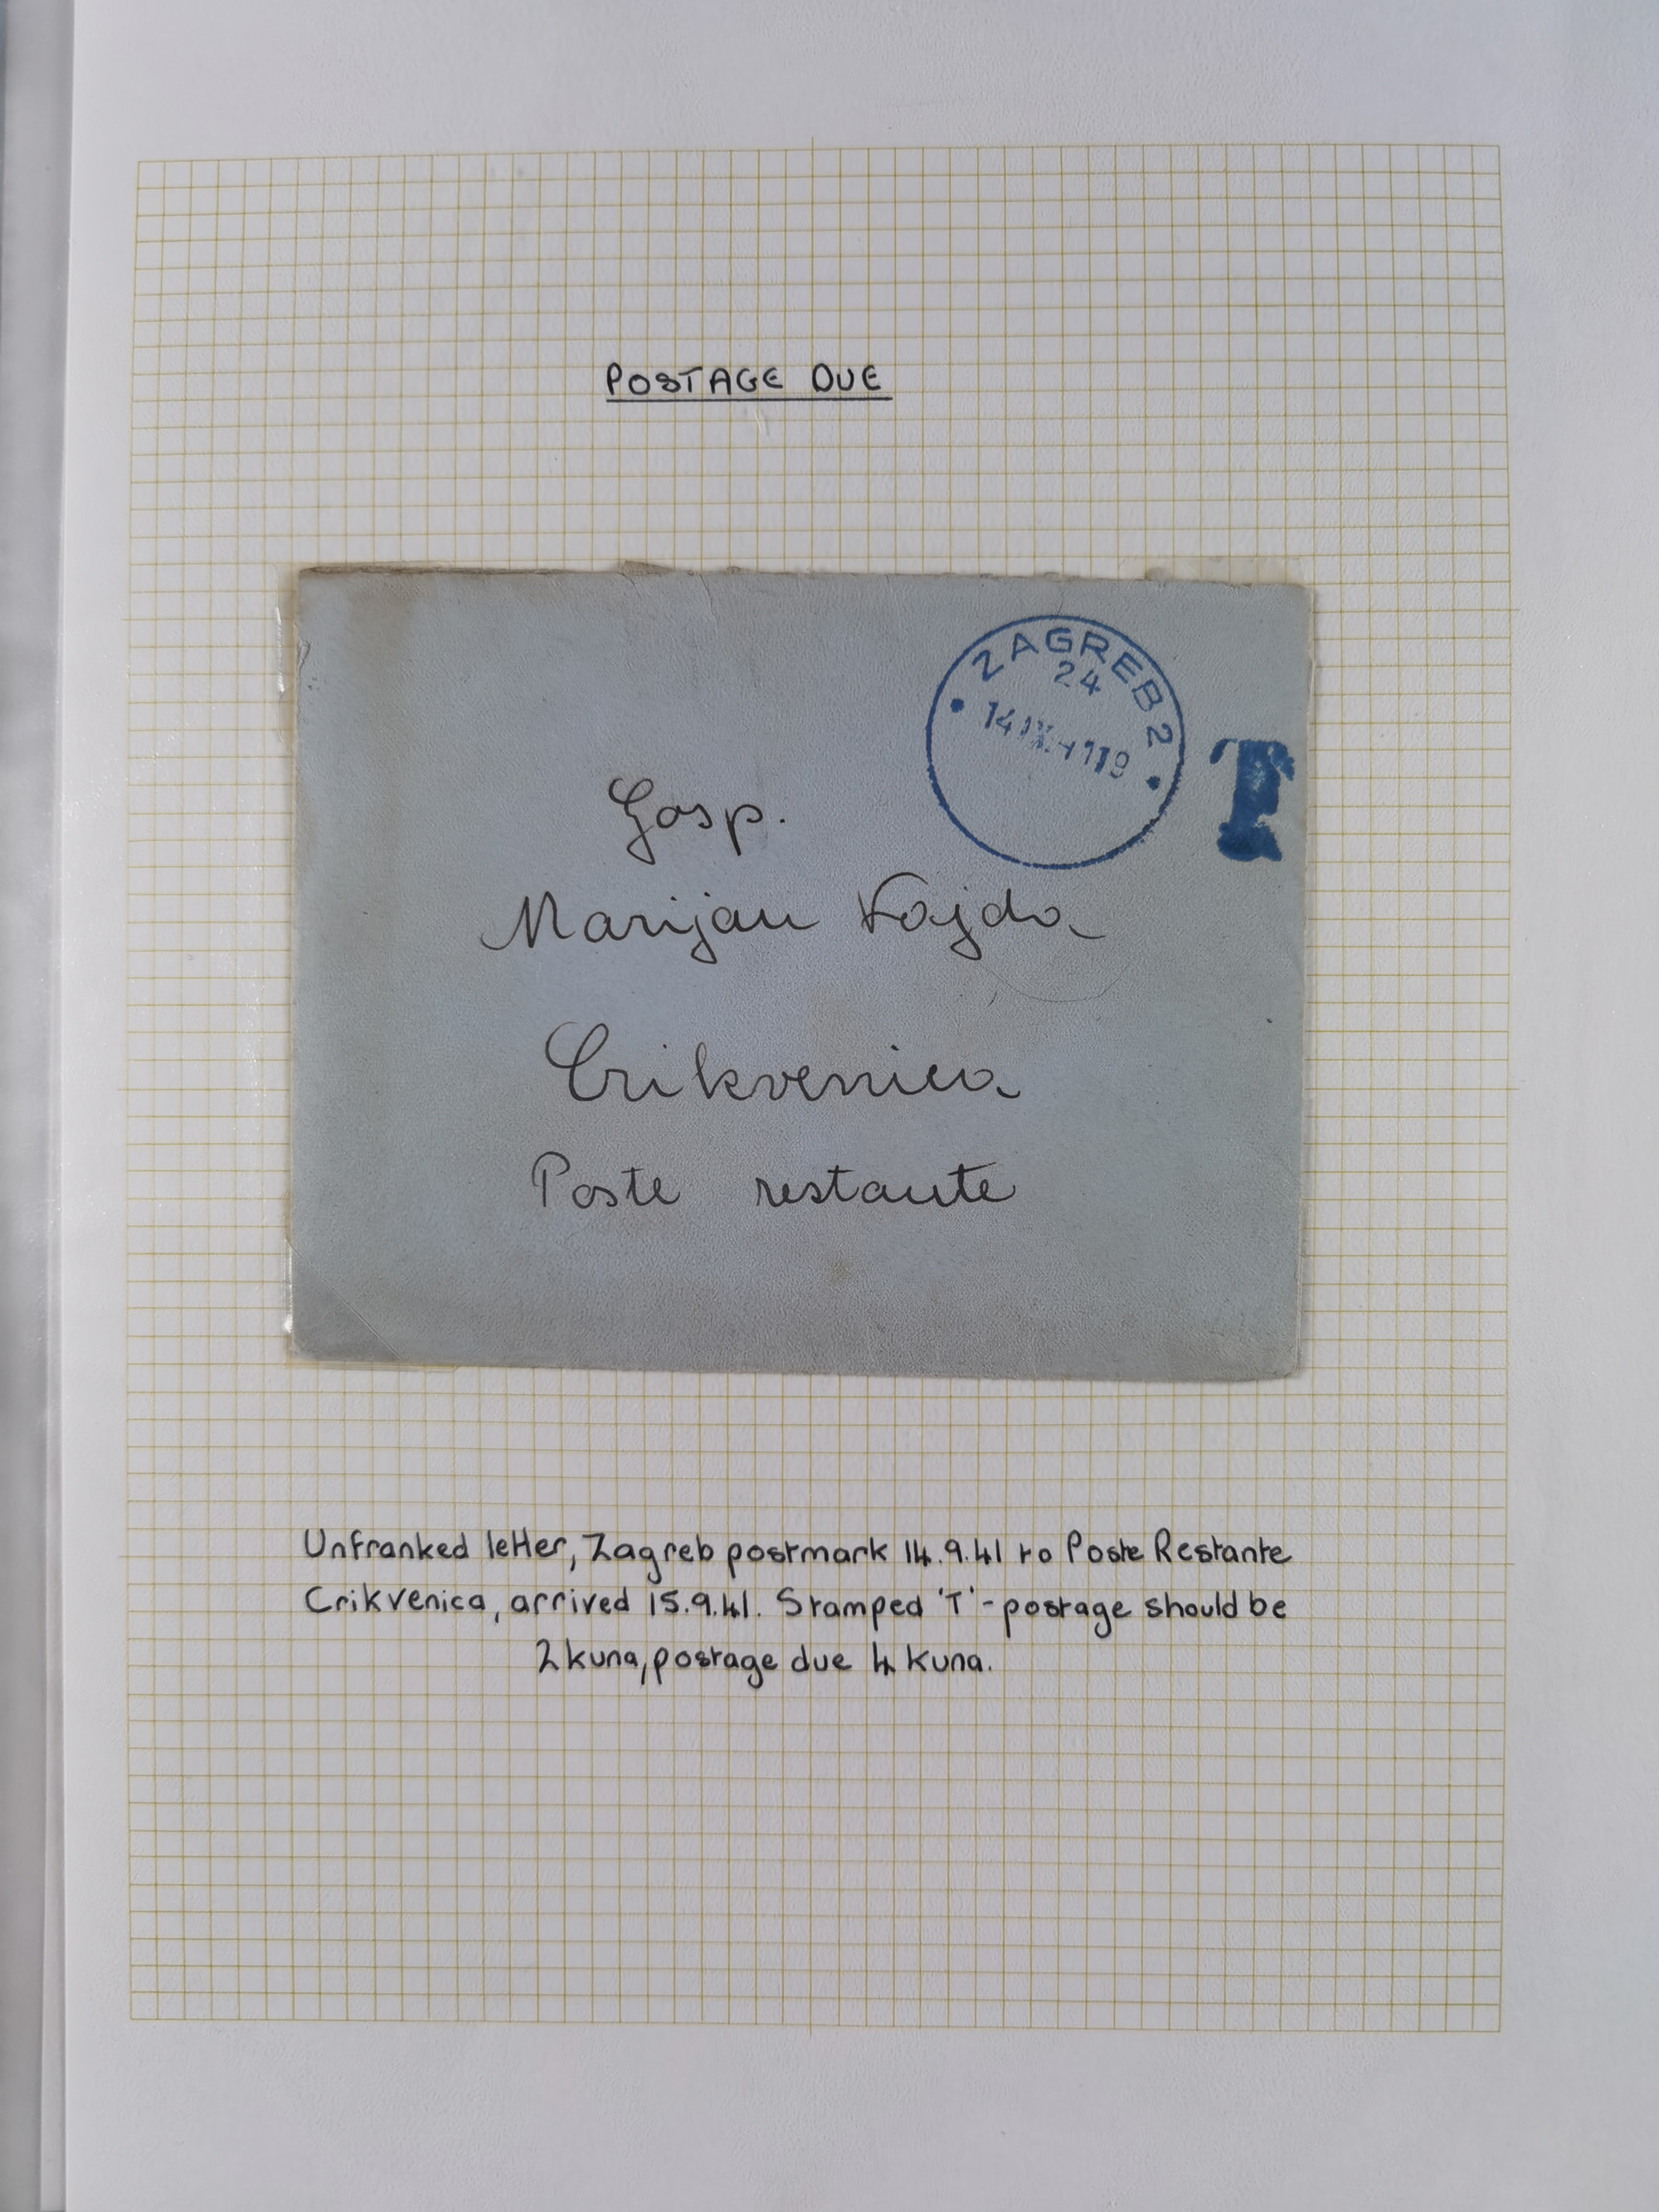 POSTAGE DUE
ZAGREB 2
24
14 IX.41 19
T
Gosp.
Marijan Vajda
Crikvenica
Poste restante
Unfranked letter, Zagreb postmark 14.9.41 to Poste Restante
Crikvenica, arrived 15.9.41. Stamped 'T' - postage should be
2 kuna, postage due 4 kuna.